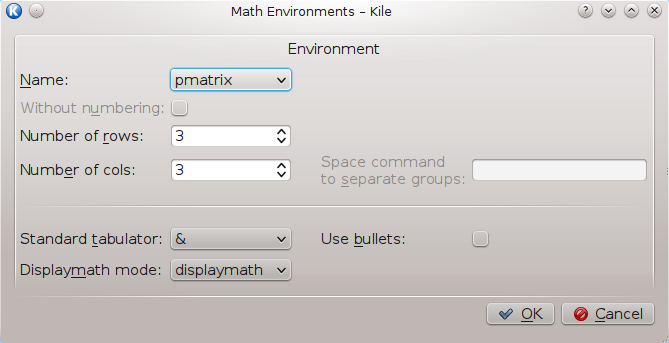 Math Environments – Kile
Environment
Name: pmatrix
Without numbering:
Number of rows: 3
Number of cols: 3 Space command
to separate groups:
Standard tabulator: & Use bullets:
Displaymath mode: displaymath
OK Cancel